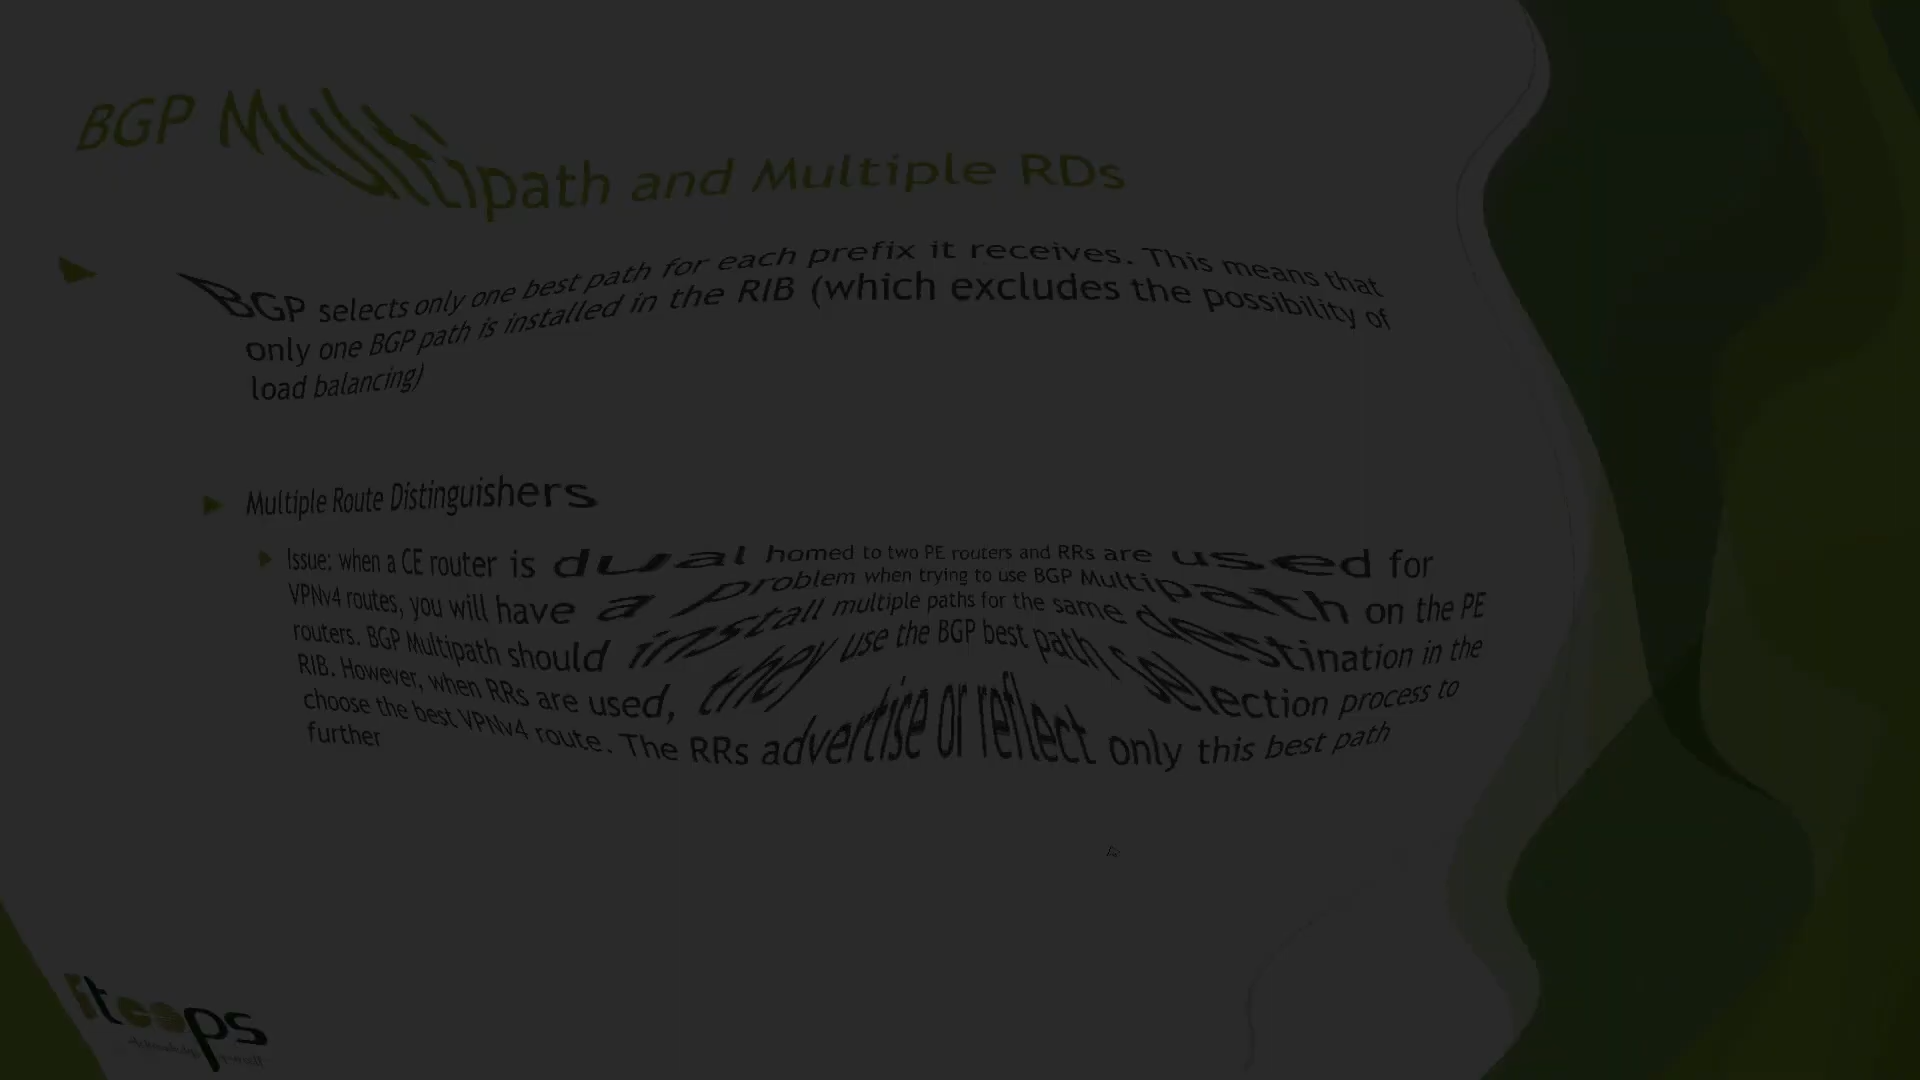 BGP Multipath and Multiple RDs
BGP selects only one best path for each prefix it receives. This means that
only one BGP path is installed in the RIB (which excludes the possibility of
load balancing)
Multiple Route Distinguishers
Issue: when a CE router is dual homed to two PE routers and RRs are used for
VPNv4 routes, you will have a problem when trying to use BGP Multipath on the PE
routers. BGP Multipath should install multiple paths for the same destination in the
RIB. However, when RRs are used, they use the BGP best path selection process to
choose the best VPNv4 route. The RRs advertise or reflect only this best path
further